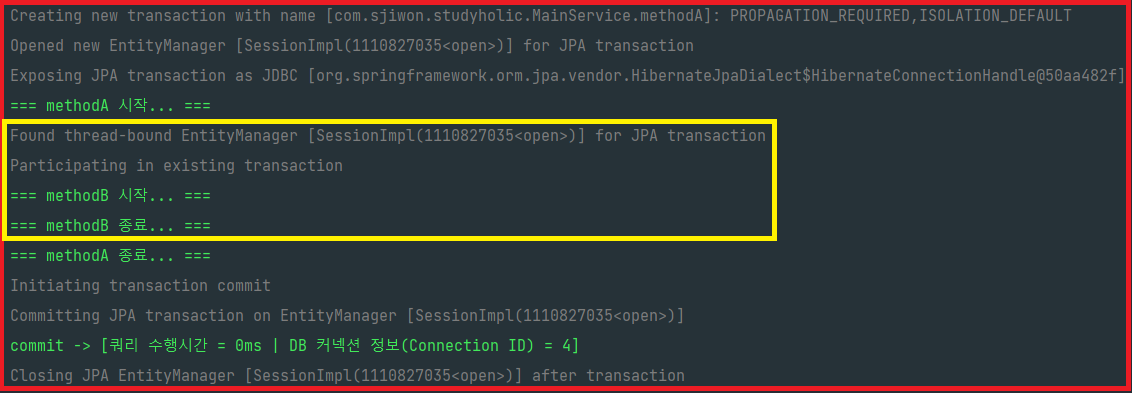 Creating new transaction with name [com.sjiwon.studyholic.MainService.methodA]: PROPAGATION_REQUIRED,ISOLATION_DEFAULT
Opened new EntityManager [SessionImpl(1110827035<open>)] for JPA transaction
Exposing JPA transaction as JDBC [org.springframework.orm.jpa.vendor.HibernateJpaDialect$HibernateConnectionHandle@50aa482f]
=== methodA 시작... ===
Found thread-bound EntityManager [SessionImpl(1110827035<open>)] for JPA transaction
Participating in existing transaction
=== methodB 시작... ===
=== methodB 종료... ===
=== methodA 종료... ===
Initiating transaction commit
Committing JPA transaction on EntityManager [SessionImpl(1110827035<open>)]
commit -> [쿼리 수행시간 = 0ms | DB 커넥션 정보(Connection ID) = 4]
Closing JPA EntityManager [SessionImpl(1110827035<open>)] after transaction